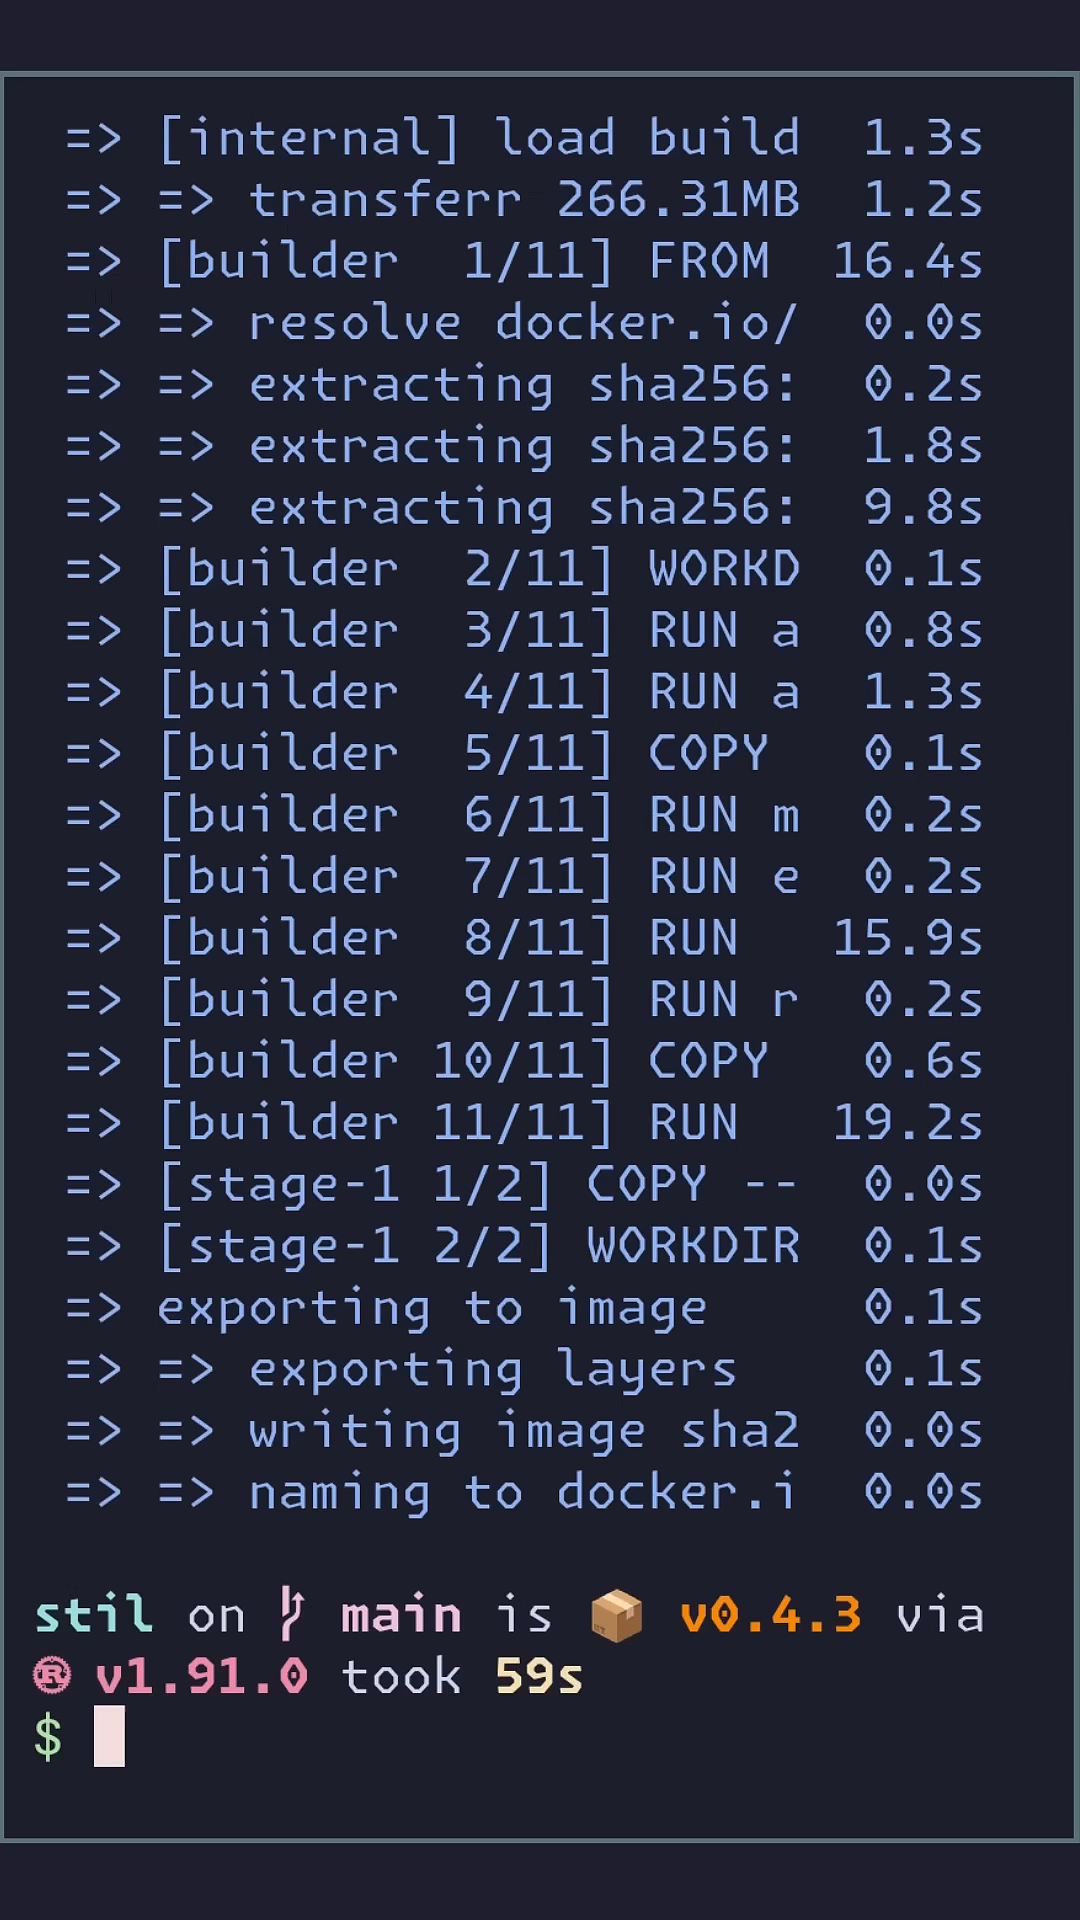 => [internal] load build  1.3s
=> => transferr 266.31MB  1.2s
=> [builder  1/11] FROM  16.4s
=> => resolve docker.io/  0.0s
=> => extracting sha256:  0.2s
=> => extracting sha256:  1.8s
=> => extracting sha256:  9.8s
=> [builder  2/11] WORKD  0.1s
=> [builder  3/11] RUN a  0.8s
=> [builder  4/11] RUN a  1.3s
=> [builder  5/11] COPY   0.1s
=> [builder  6/11] RUN m  0.2s
=> [builder  7/11] RUN e  0.2s
=> [builder  8/11] RUN   15.9s
=> [builder  9/11] RUN r  0.2s
=> [builder 10/11] COPY   0.6s
=> [builder 11/11] RUN   19.2s
=> [stage-1 1/2] COPY --  0.0s
=> [stage-1 2/2] WORKDIR  0.1s
=> exporting to image     0.1s
=> => exporting layers    0.1s
=> => writing image sha2  0.0s
=> => naming to docker.i  0.0s
stil on main is 📦 v0.4.3 via
R v1.91.0 took 59s
$